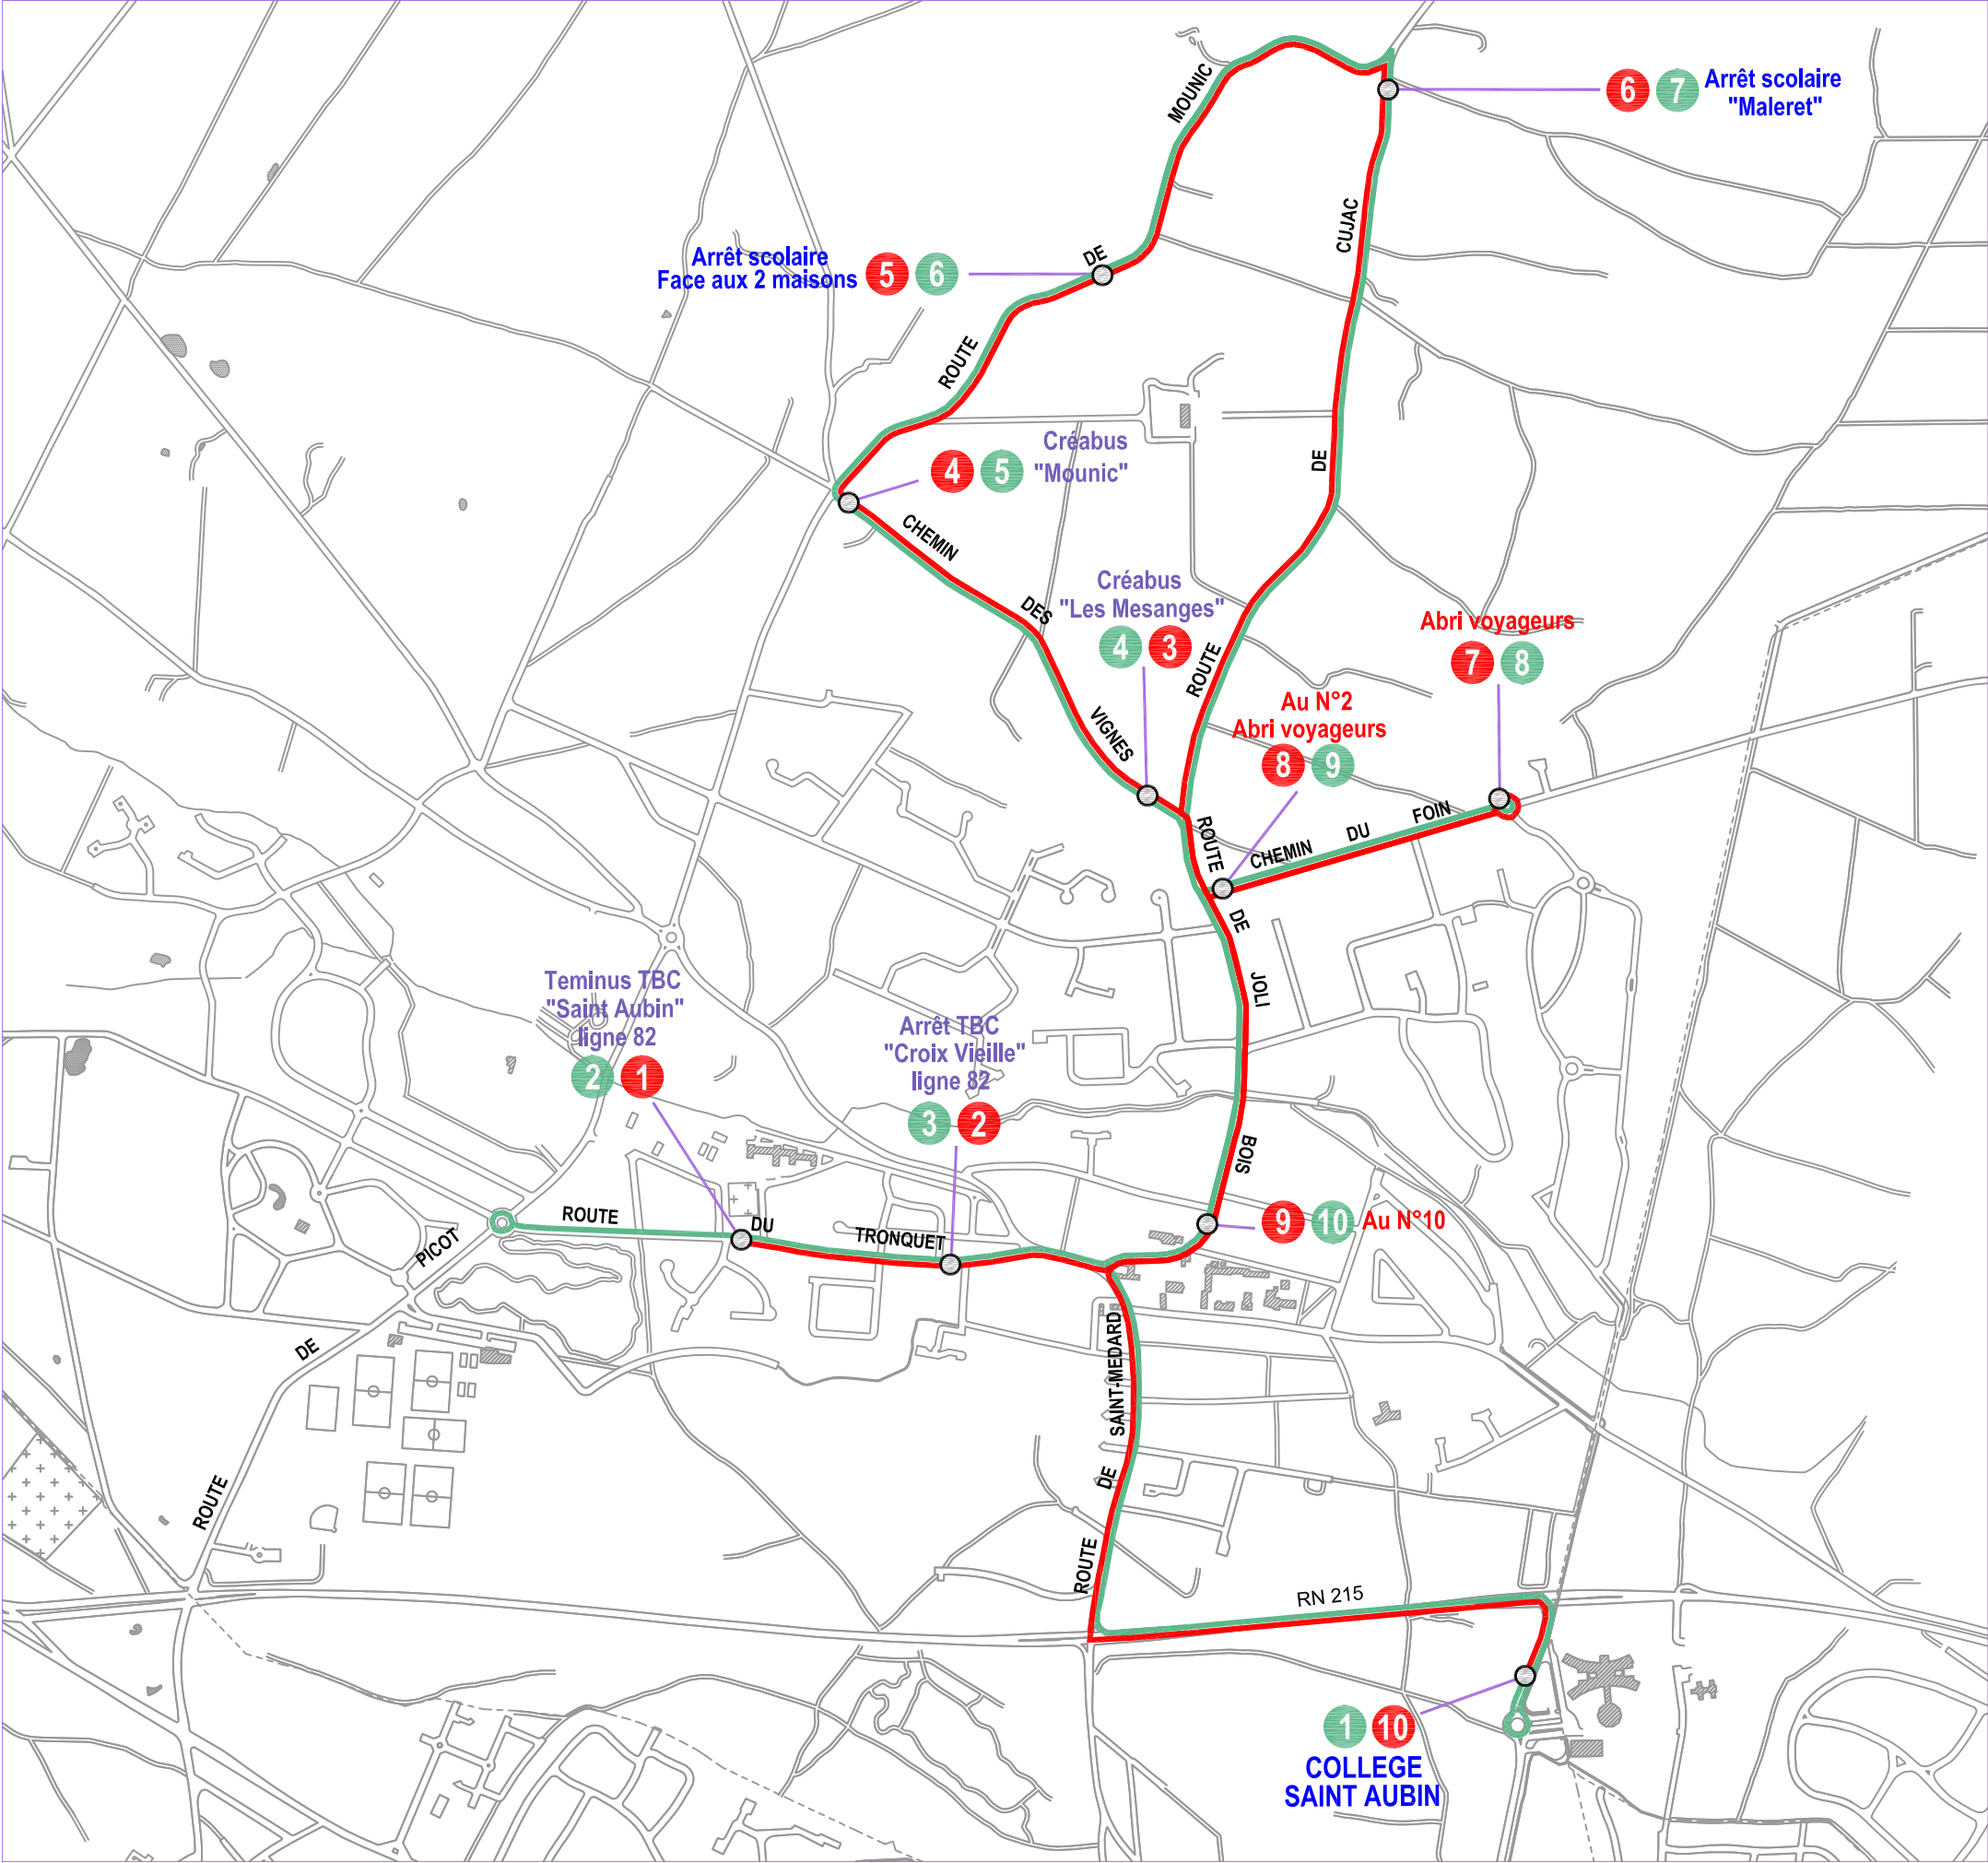 MOUNIC
6 7 Arrêt scolaire
"Maleret"
CUJAC
DE
Arrêt scolaire
Face aux 2 maisons 5 6
ROUTE
Créabus
4 5 "Mounic"
DE
CHEMIN
DES
Créabus
"Les Mesanges"
4 3
ROUTE
Abri voyageurs
7 8
VIGNES
Au N°2
Abri voyageurs
8 9
ROUTE
CHEMIN
DU
FOIN
DE
JOLI
Teminus TBC
"Saint Aubin"
ligne 82
2 1
Arrêt TBC
"Croix Vieille"
ligne 82
3 2
BOIS
ROUTE
DU
TRONQUET
9 10 Au N°10
PICOT
DE
ROUTE
SAINT-MEDARD
DE
ROUTE
RN 215
1 10
COLLEGE
SAINT AUBIN